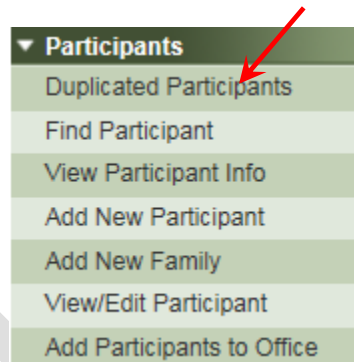 Participants
Duplicated Participants
Find Participant
View Participant Info
Add New Participant
Add New Family
View/Edit Participant
Add Participants to Office